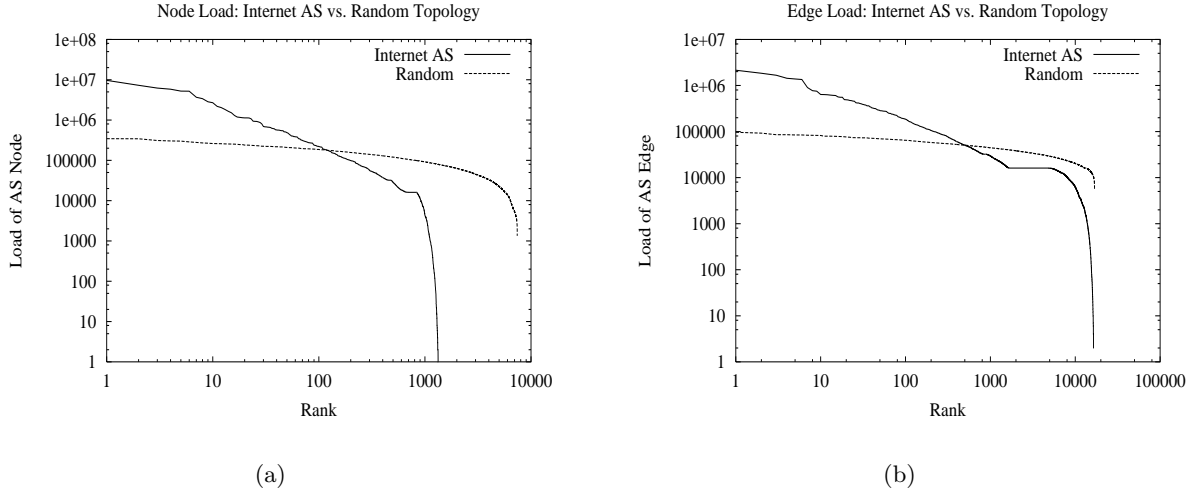 Node Load: Internet AS vs. Random Topology
1e+08
1e+07
1e+06
100000
10000
1000
100
10
1
1
10
100
1000
10000
Load of AS Node
Rank
Internet AS
Random
(a)
Edge Load: Internet AS vs. Random Topology
1e+07
1e+06
100000
10000
1000
100
10
1
1
10
100
1000
10000
100000
Load of AS Edge
Rank
Internet AS
Random
(b)